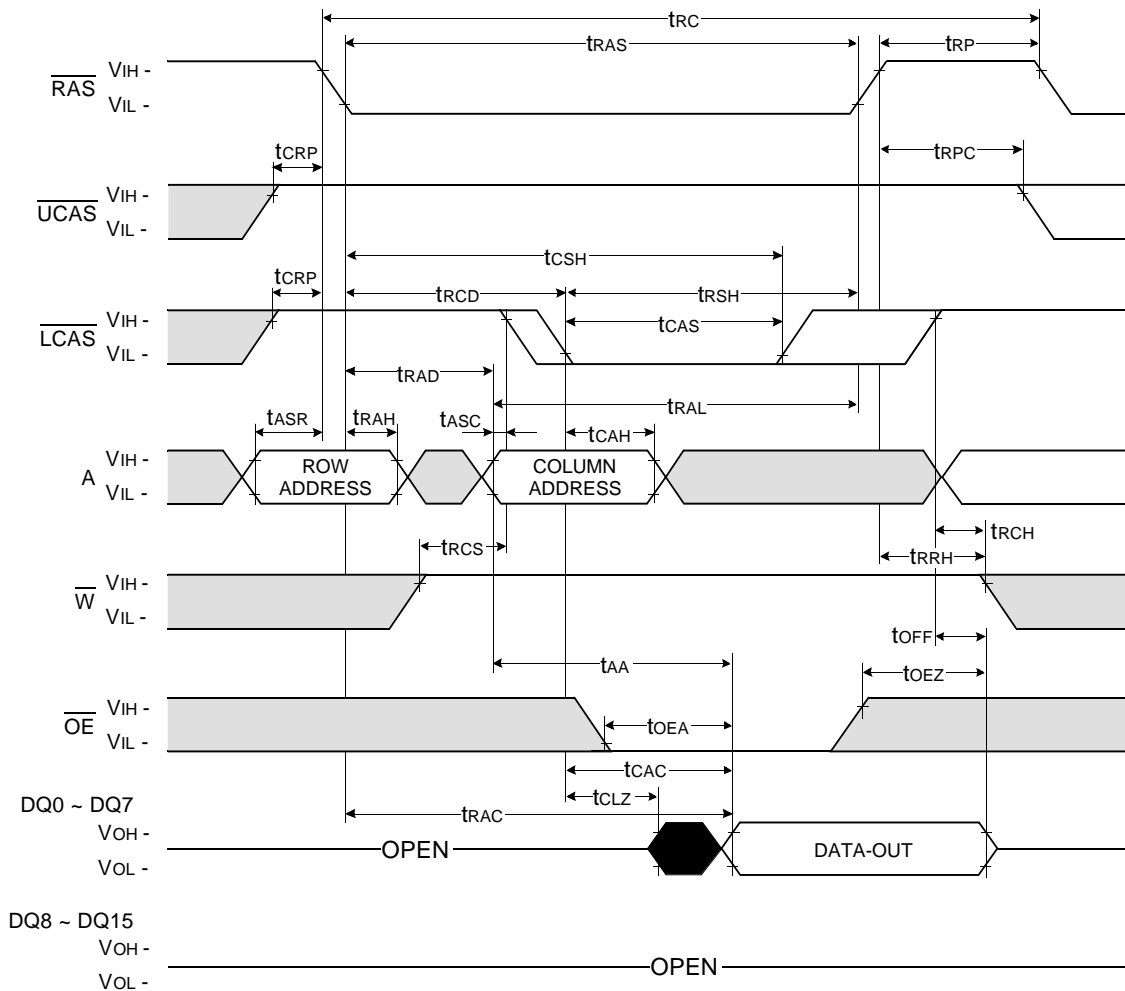 tRC
tRAS
tRP
RAS
VIH -
VIL -
tCRP
tRPC
UCAS
VIH -
VIL -
tCSH
tCRP
tRCD
tRSH
LCAS
VIH -
VIL -
tCAS
tRAD
tRAL
tASR
tRAH
tASC
tCAH
A
VIH -
VIL -
ROW
ADDRESS
COLUMN
ADDRESS
tRCS
tRCH
tRRH
W
VIH -
VIL -
tOFF
tAA
tOEZ
OE
VIH -
VIL -
tOEA
tCAC
tCLZ
tRAC
DQ0 ~ DQ7
VOH -
VOL -
OPEN
DATA-OUT
DQ8 ~ DQ15
VOH -
VOL -
OPEN